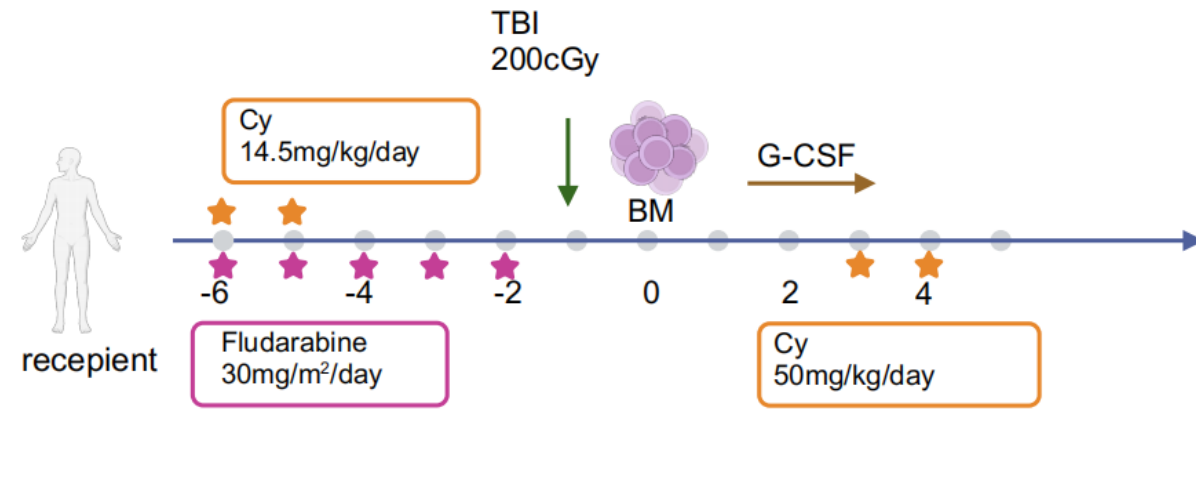 TBI
200cGy
Cy
14.5mg/kg/day
G-CSF
BM
-6
-4
-2
0
2
4
recepient
Fludarabine
30mg/m²/day
Cy
50mg/kg/day